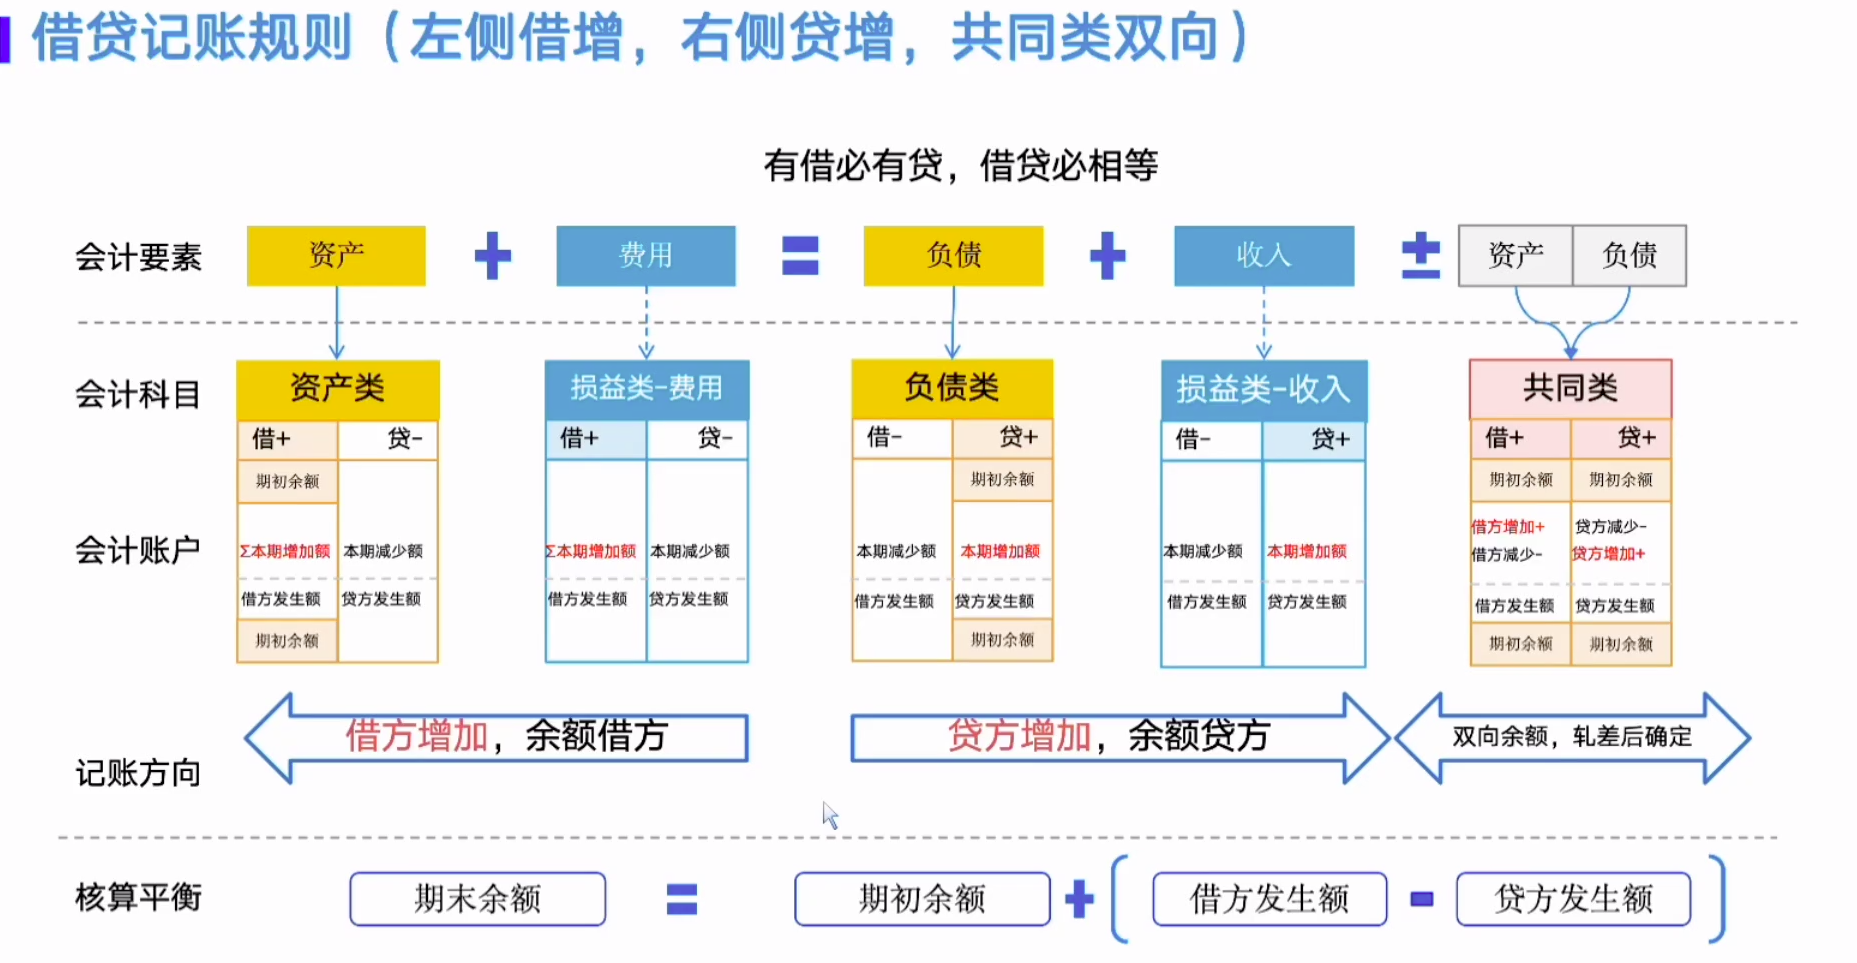 借贷记账规则（左侧借增，右侧贷增，共同类双向）
有借必有贷，借贷必相等
会计要素 资产 + 费用 = 负债 + 收入 ± 资产 负债
会计科目 资产类 损益类-费用 负债类 损益类-收入 共同类
借+ 贷- 借+ 贷- 借- 贷+ 借- 贷+ 借+ 贷+
期初余额 期初余额 期初余额 期初余额
借方增加+ 贷方减少-
会计账户 Σ本期增加额 本期减少额 Σ本期增加额 本期减少额 本期减少额 本期增加额 本期减少额 本期增加额 借方减少- 贷方增加+
借方发生额 贷方发生额 借方发生额 贷方发生额 借方发生额 贷方发生额 借方发生额 贷方发生额 借方发生额 贷方发生额
期初余额 期初余额 期初余额 期初余额
记账方向 借方增加，余额借方 贷方增加，余额贷方 双向余额，轧差后确定
核算平衡 期末余额 = 期初余额 + ( 借方发生额 - 贷方发生额 )